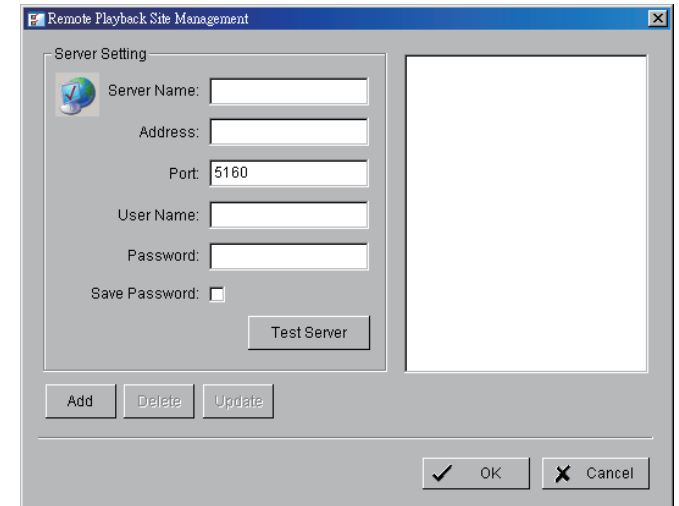 Remote Playback Site Management
Server Setting
Server Name:
Address:
Port: 5160
User Name:
Password:
Save Password:
Test Server
Add Delete Update
OK Cancel